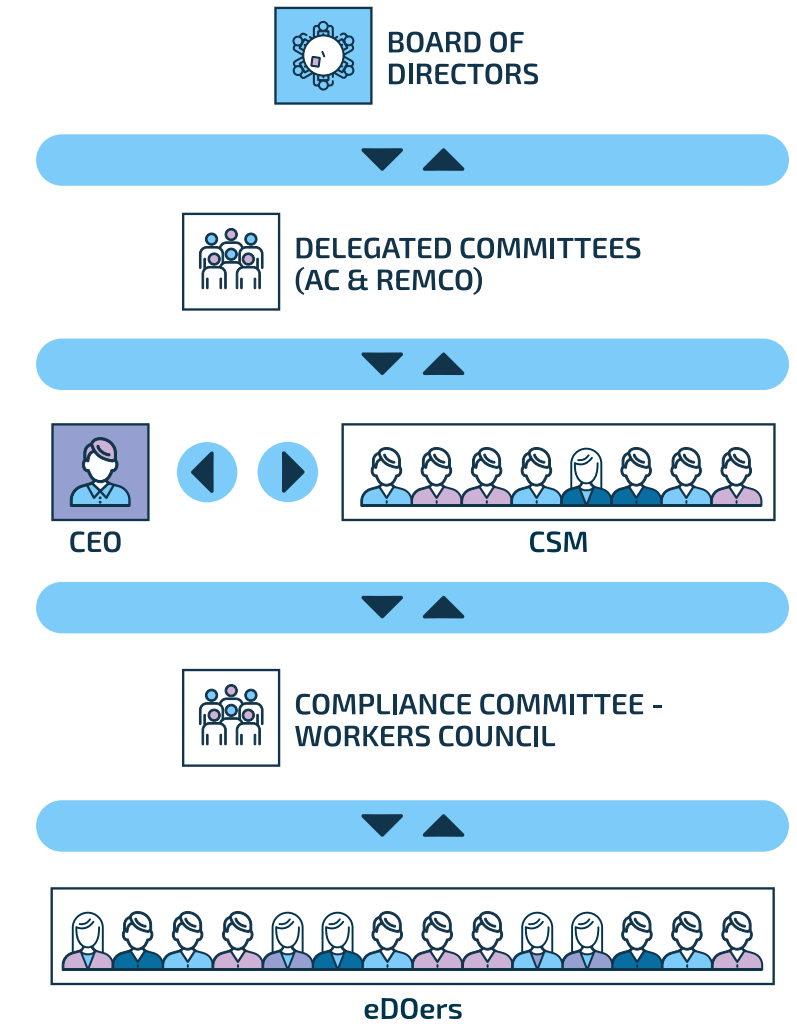 BOARD OF
DIRECTORS
DELEGATED COMMITTEES
(AC & REMCO)
CEO
CSM
COMPLIANCE COMMITTEE -
WORKERS COUNCIL
eDOers